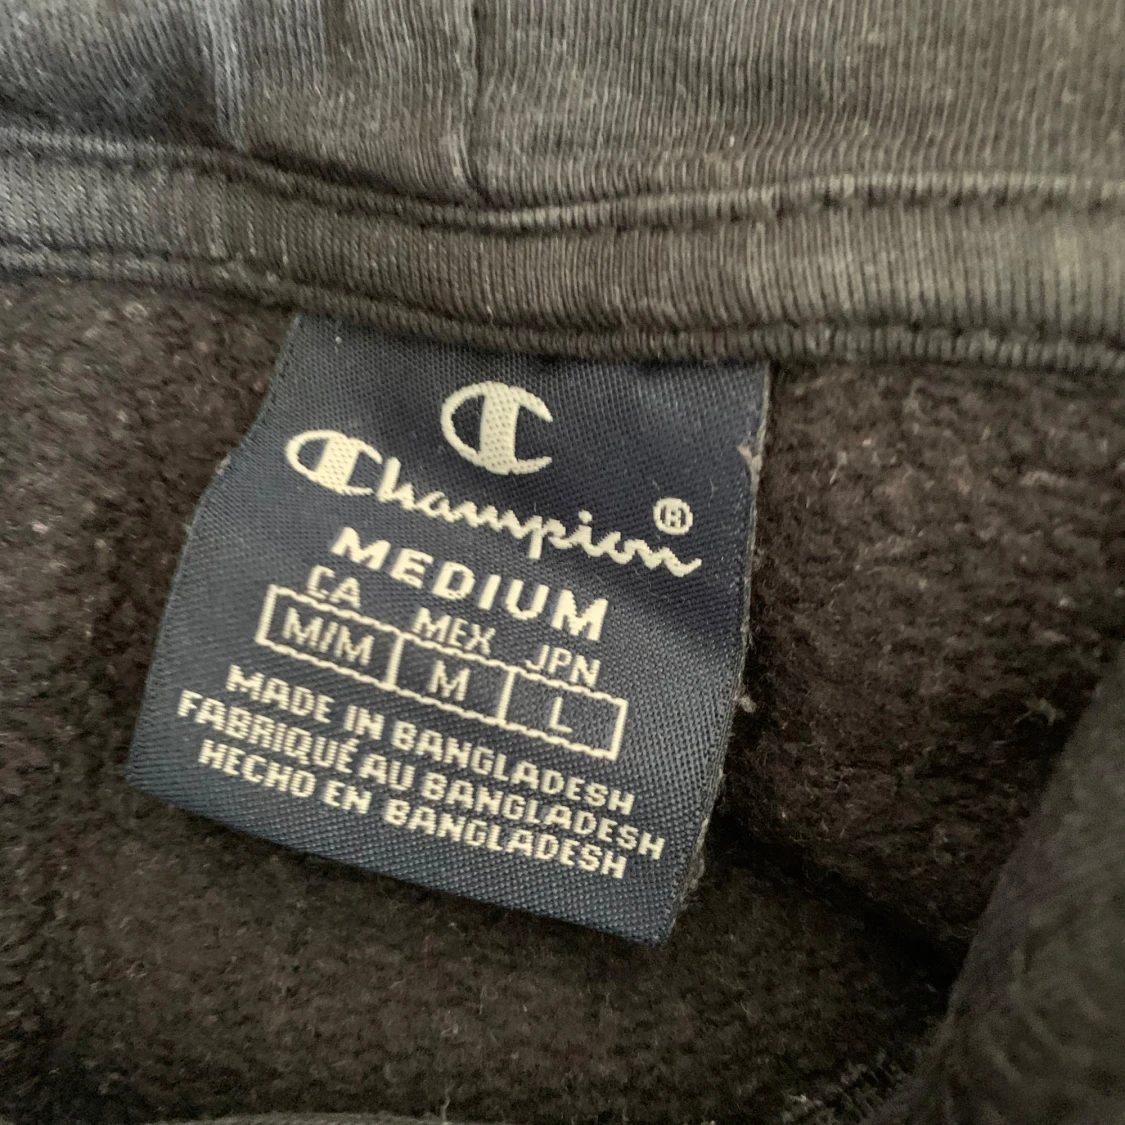 C
Champion®
MEDIUM
CA MEX JPN
M/M M L
MADE IN BANGLADESH
FABRIQUÉ AU BANGLADESH
HECHO EN BANGLADESH